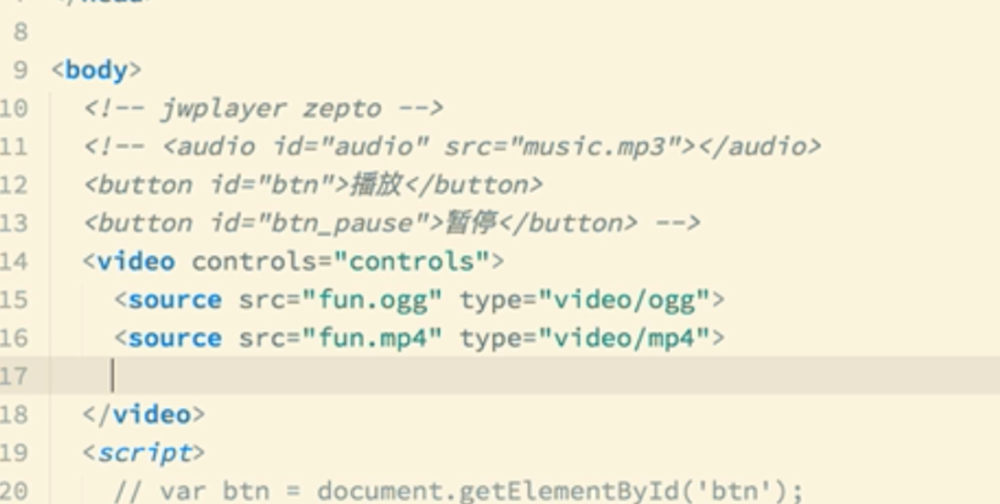 8
9 <body>
10 <!-- jwplayer zepto -->
11 <!-- <audio id="audio" src="music.mp3"></audio>
12 <button id="btn">播放</button>
13 <button id="btn_pause">暂停</button> -->
14 <video controls="controls">
15 <source src="fun.ogg" type="video/ogg">
16 <source src="fun.mp4" type="video/mp4">
17
18 </video>
19 <script>
20 // var btn = document.getElementById('btn');